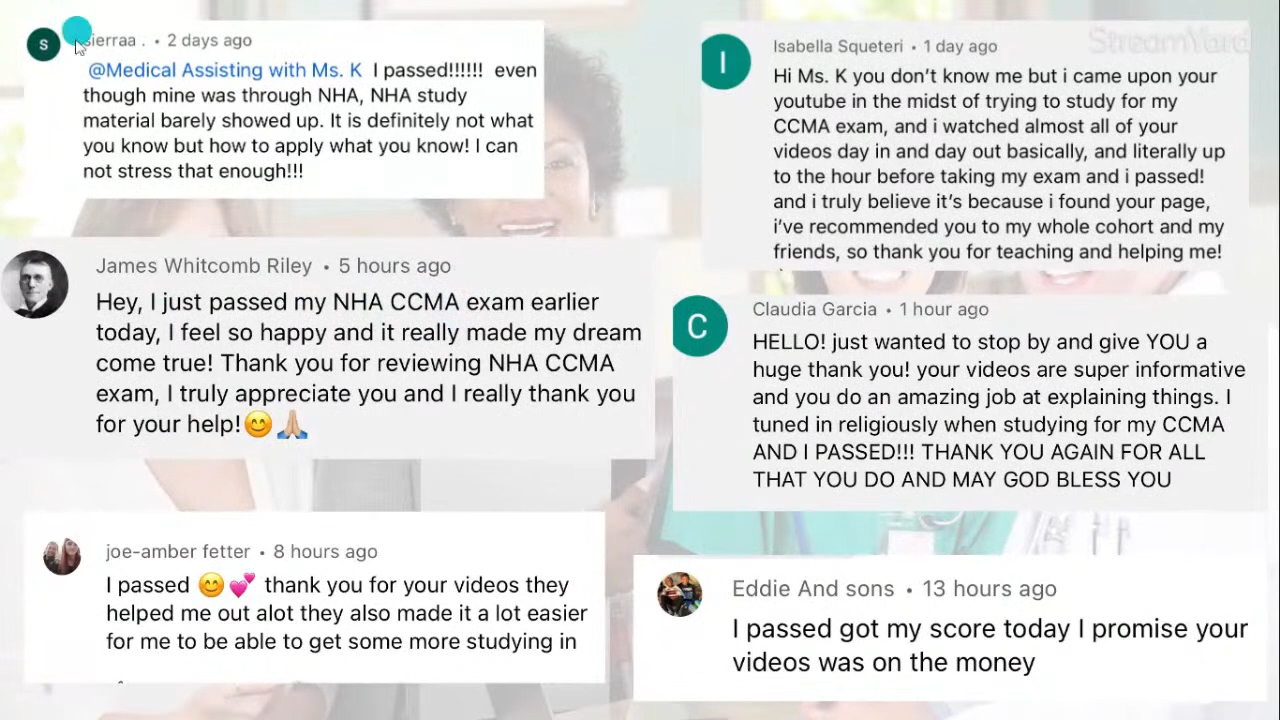 S
sierraa . • 2 days ago
@Medical Assisting with Ms. K I passed!!!!!! even
though mine was through NHA, NHA study
material barely showed up. It is definitely not what
you know but how to apply what you know! I can
not stress that enough!!!
James Whitcomb Riley • 5 hours ago
Hey, I just passed my NHA CCMA exam earlier
today, I feel so happy and it really made my dream
come true! Thank you for reviewing NHA CCMA
exam, I truly appreciate you and I really thank you
for your help!😊🙏🏼
joe-amber fetter • 8 hours ago
I passed 😊💕 thank you for your videos they
helped me out alot they also made it a lot easier
for me to be able to get some more studying in
StreamYard
I
Isabella Squeteri • 1 day ago
Hi Ms. K you don’t know me but i came upon your
youtube in the midst of trying to study for my
CCMA exam, and i watched almost all of your
videos day in and day out basically, and literally up
to the hour before taking my exam and i passed!
and i truly believe it’s because i found your page,
i’ve recommended you to my whole cohort and my
friends, so thank you for teaching and helping me!
C
Claudia Garcia • 1 hour ago
HELLO! just wanted to stop by and give YOU a
huge thank you! your videos are super informative
and you do an amazing job at explaining things. I
tuned in religiously when studying for my CCMA
AND I PASSED!!! THANK YOU AGAIN FOR ALL
THAT YOU DO AND MAY GOD BLESS YOU
Eddie And sons • 13 hours ago
I passed got my score today I promise your
videos was on the money